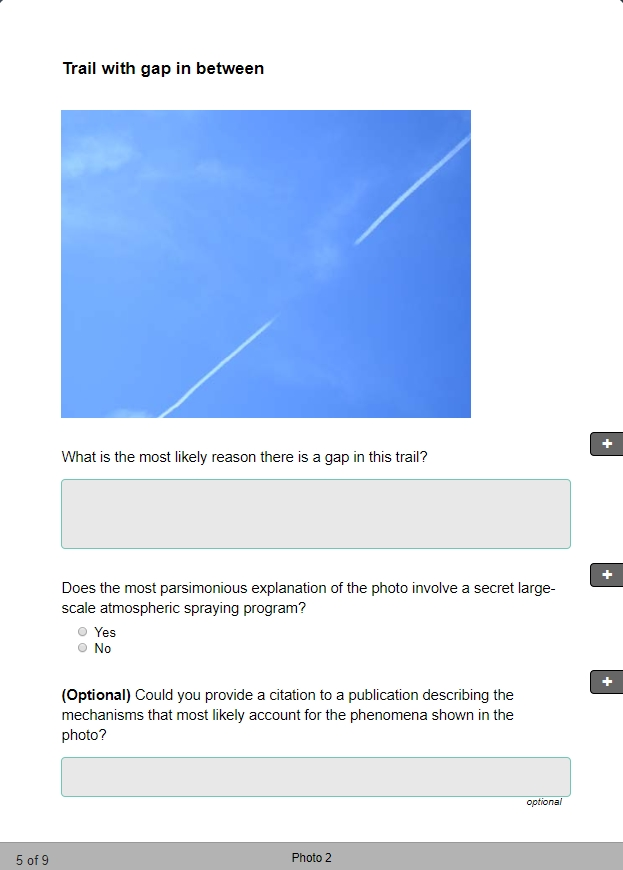 Trail with gap in between
What is the most likely reason there is a gap in this trail?
Does the most parsimonious explanation of the photo involve a secret large-
scale atmospheric spraying program?
Yes
No
(Optional) Could you provide a citation to a publication describing the
mechanisms that most likely account for the phenomena shown in the
photo?
optional
5 of 9
Photo 2